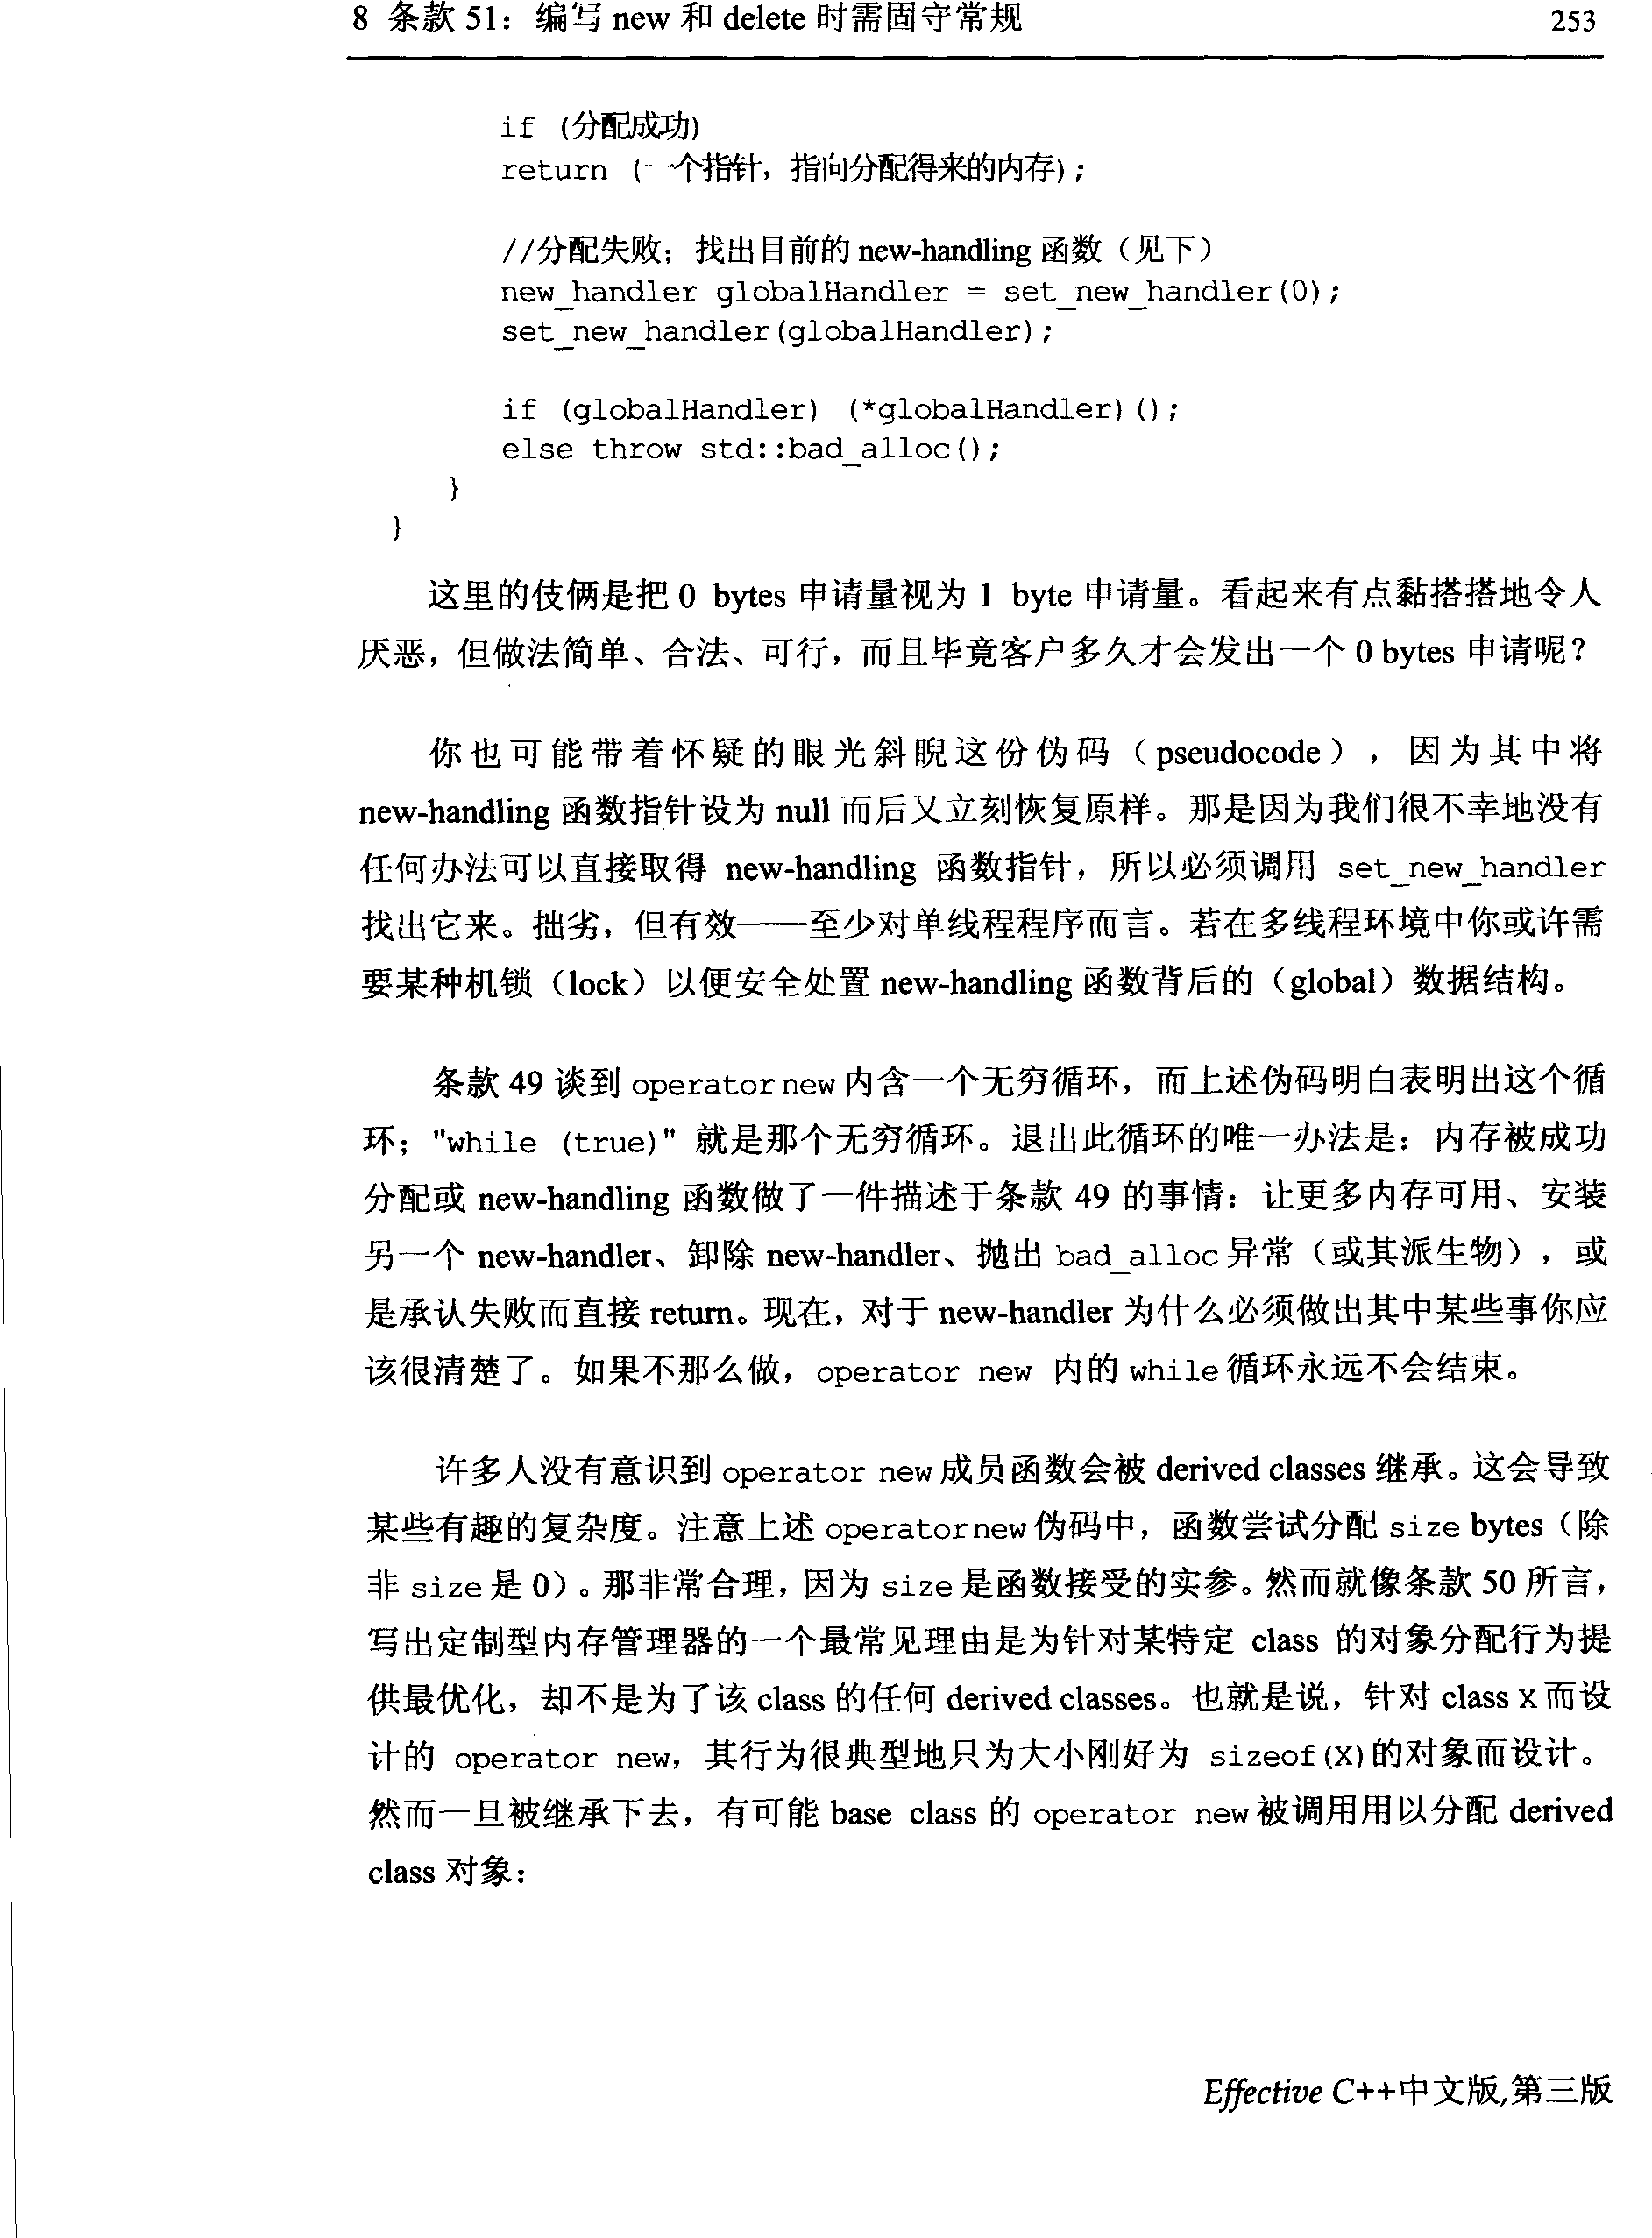 8 条款 51：编写 new 和 delete 时需固守常规 253
if (分配成功)
return (一个指针，指向分配得来的内存);
//分配失败；找出目前的 new-handling 函数（见下）
new_handler globalHandler = set_new_handler(0);
set_new_handler(globalHandler);
if (globalHandler) (*globalHandler)();
else throw std::bad_alloc();
}
}
这里的伎俩是把 0 bytes 申请量视为 1 byte 申请量。看起来有点黏搭搭地令人
厌恶，但做法简单、合法、可行，而且毕竟客户多久才会发出一个 0 bytes 申请呢？
你也可能带着怀疑的眼光斜睨这份伪码（pseudocode），因为其中将
new-handling 函数指针设为 null 而后又立刻恢复原样。那是因为我们很不幸地没有
任何办法可以直接取得 new-handling 函数指针，所以必须调用 set_new_handler
找出它来。拙劣，但有效——至少对单线程程序而言。若在多线程环境中你或许需
要某种机锁（lock）以便安全处置 new-handling 函数背后的（global）数据结构。
条款 49 谈到 operator new 内含一个无穷循环，而上述伪码明白表明出这个循
环；"while (true)" 就是那个无穷循环。退出此循环的唯一办法是：内存被成功
分配或 new-handling 函数做了一件描述于条款 49 的事情：让更多内存可用、安装
另一个 new-handler、卸除 new-handler、抛出 bad_alloc 异常（或其派生物），或
是承认失败而直接 return。现在，对于 new-handler 为什么必须做出其中某些事你应
该很清楚了。如果不那么做，operator new 内的 while 循环永远不会结束。
许多人没有意识到 operator new 成员函数会被 derived classes 继承。这会导致
某些有趣的复杂度。注意上述 operator new 伪码中，函数尝试分配 size bytes（除
非 size 是 0）。那非常合理，因为 size 是函数接受的实参。然而就像条款 50 所言，
写出定制型内存管理器的一个最常见理由是为针对某特定 class 的对象分配行为提
供最优化，却不是为了该 class 的任何 derived classes。也就是说，针对 class X 而设
计的 operator new，其行为很典型地只为大小刚好为 sizeof(X)的对象而设计。
然而一旦被继承下去，有可能 base class 的 operator new 被调用用以分配 derived
class 对象：
Effective C++中文版,第三版